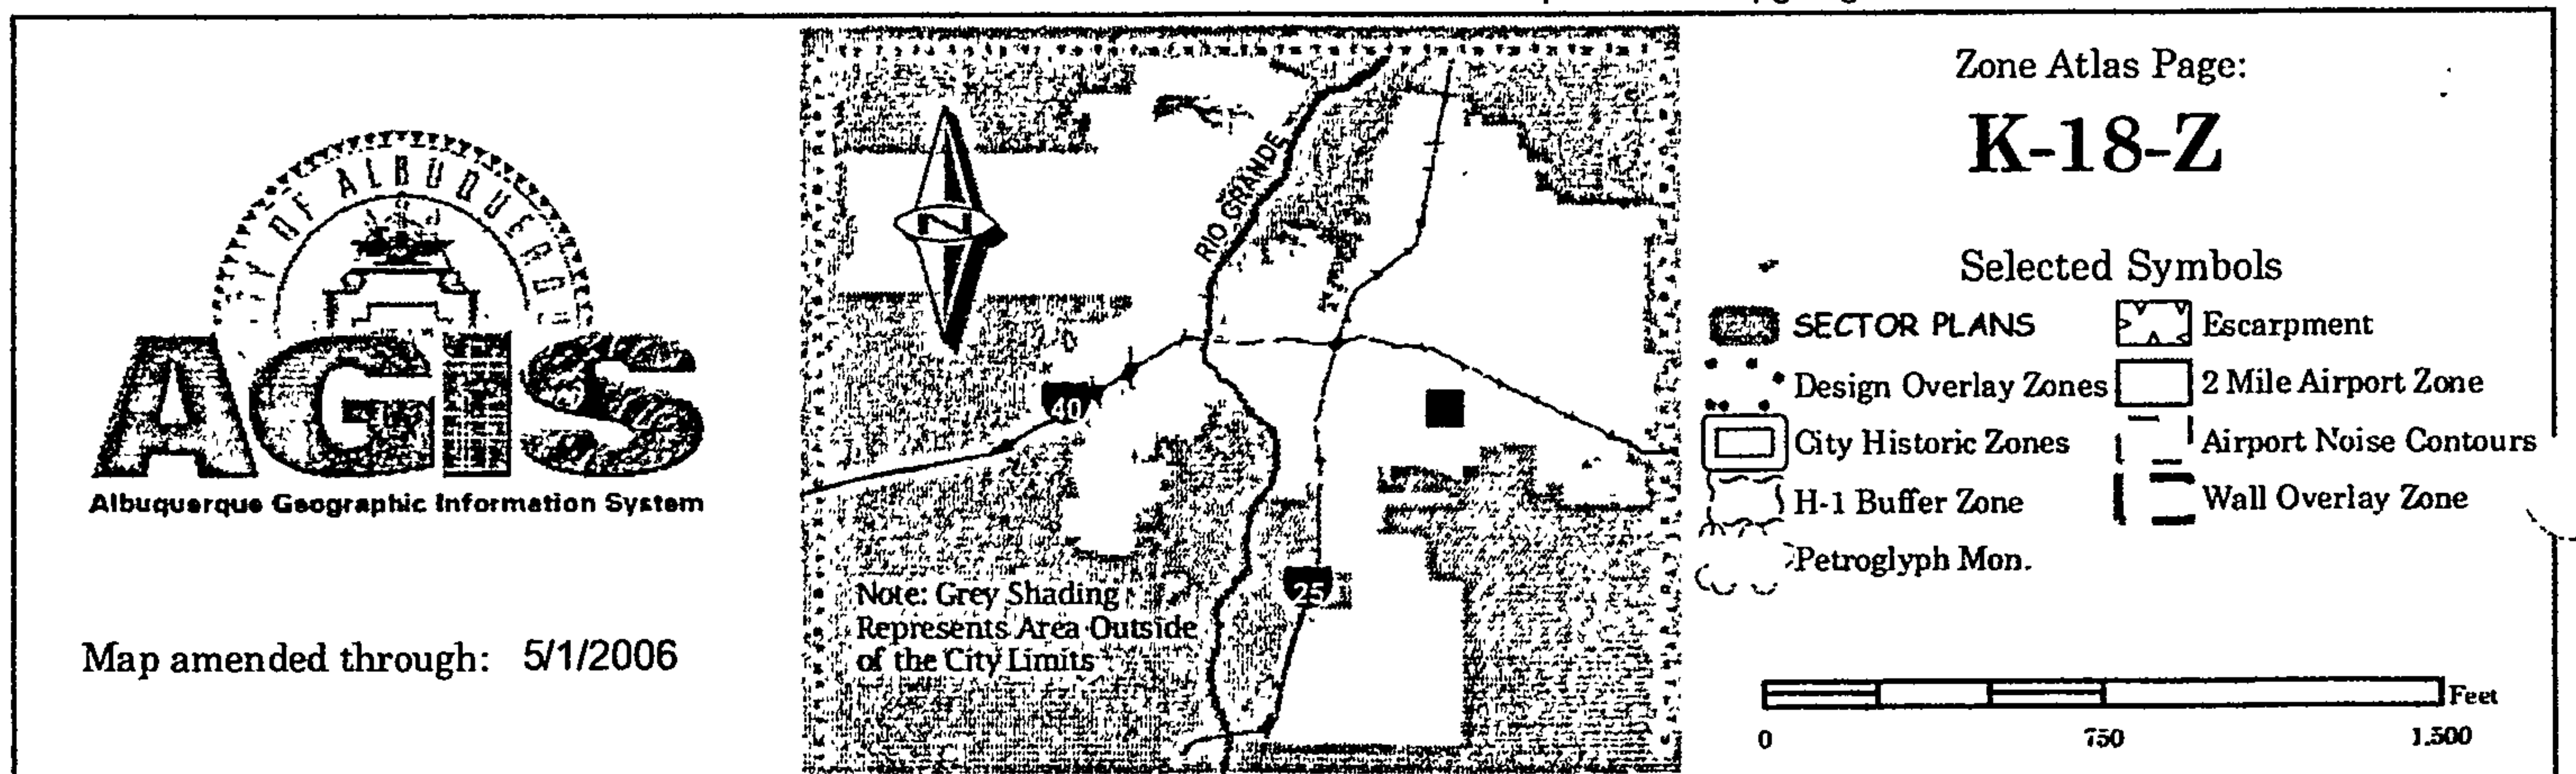 OF ALBUQUERQ
AGIS
Albuquerque Geographic Information System
Map amended through: 5/1/2006
N
RIO GRANDE
40
25
Note: Grey Shading
Represents Area Outside
of the City Limits
Zone Atlas Page:
K-18-Z
Selected Symbols
SECTOR PLANS
Escarpment
Design Overlay Zones
2 Mile Airport Zone
City Historic Zones
Airport Noise Contours
H-1 Buffer Zone
Wall Overlay Zone
Petroglyph Mon.
Feet
0 750 1.500